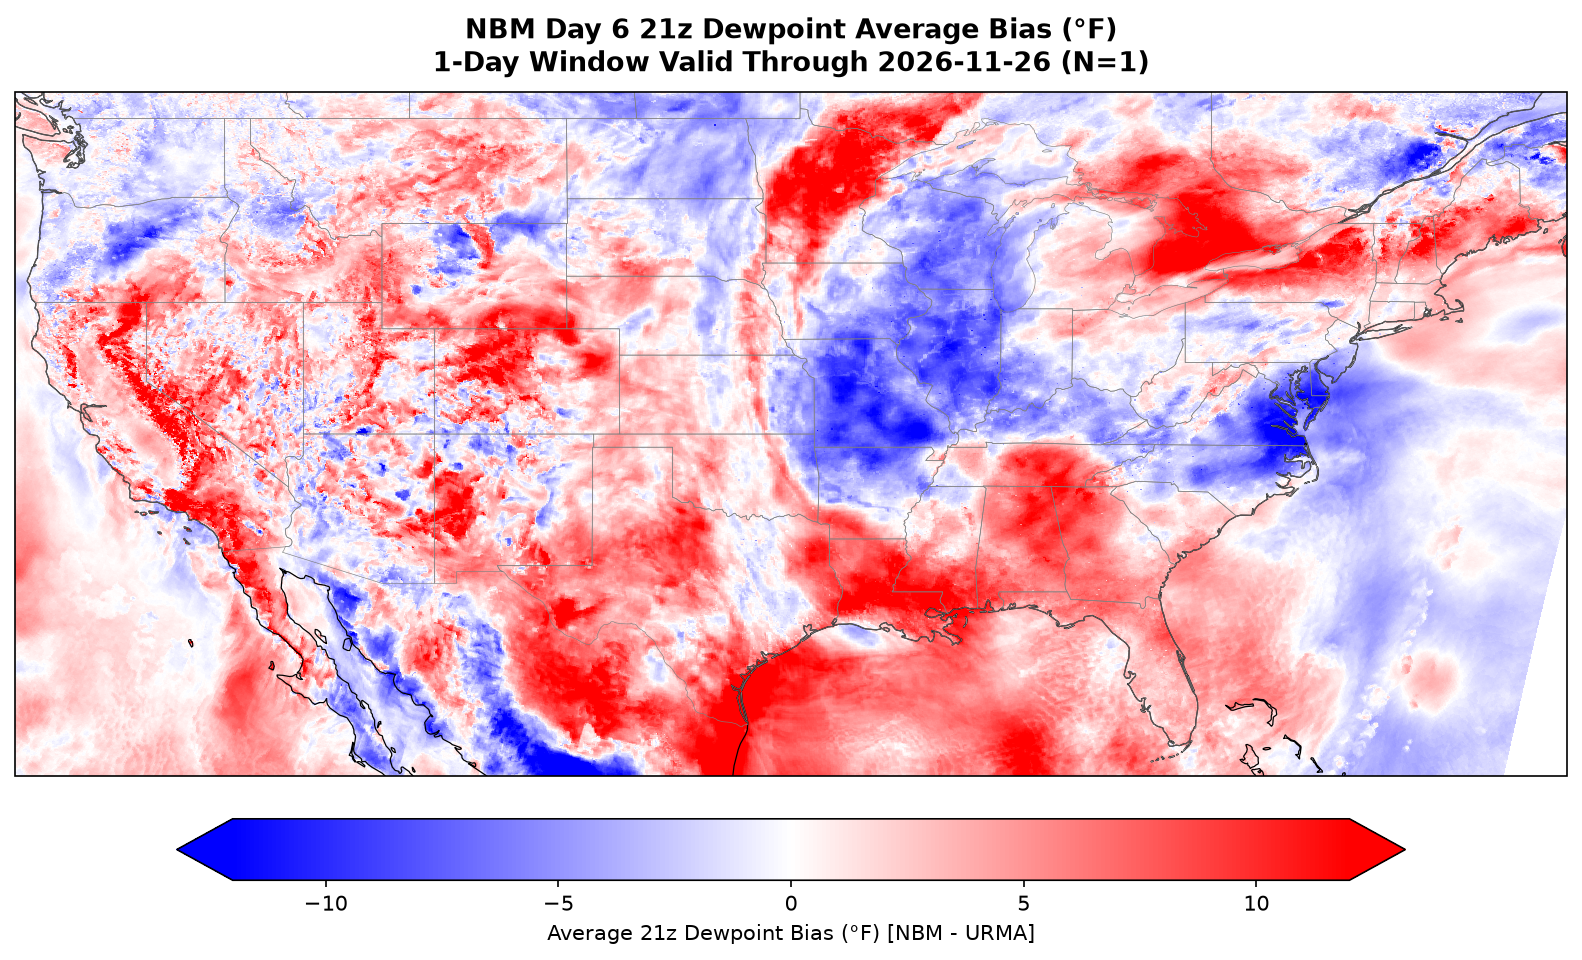 NBM Day 6 21z Dewpoint Average Bias (°F)
1-Day Window Valid Through 2026-11-26 (N=1)
−10 −5 0 5 10
Average 21z Dewpoint Bias (°F) [NBM - URMA]